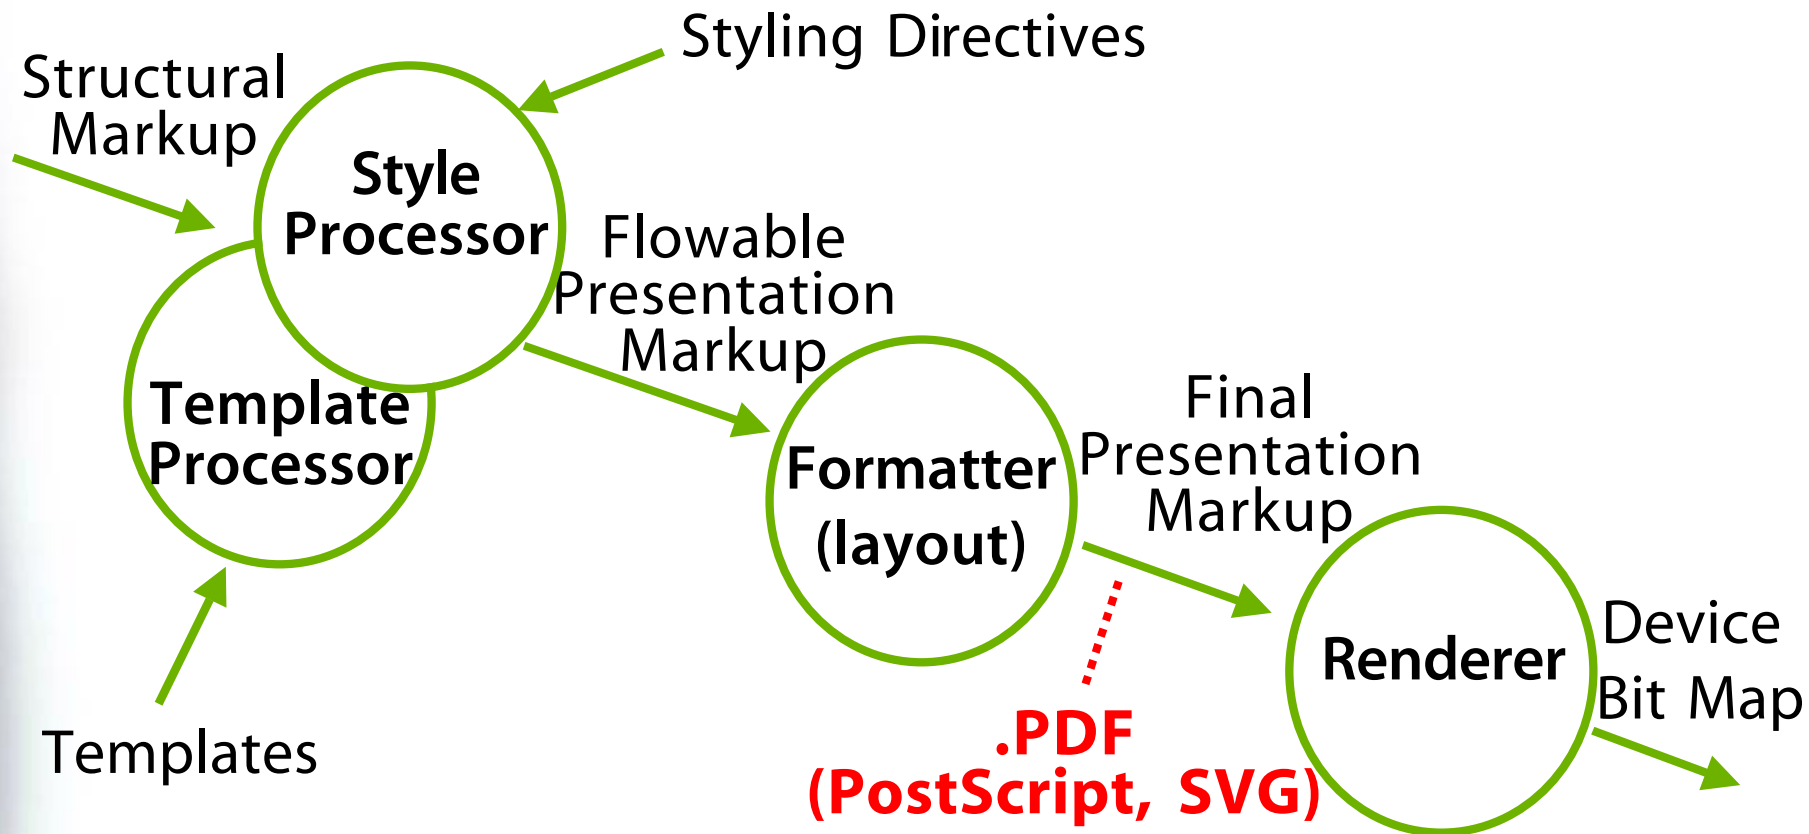 Styling Directives
Structural
Markup
Style
Processor
Flowable
Presentation
Markup
Template
Processor
Templates
Formatter
(layout)
Final
Presentation
Markup
.PDF
(PostScript, SVG)
Renderer
Device
Bit Map